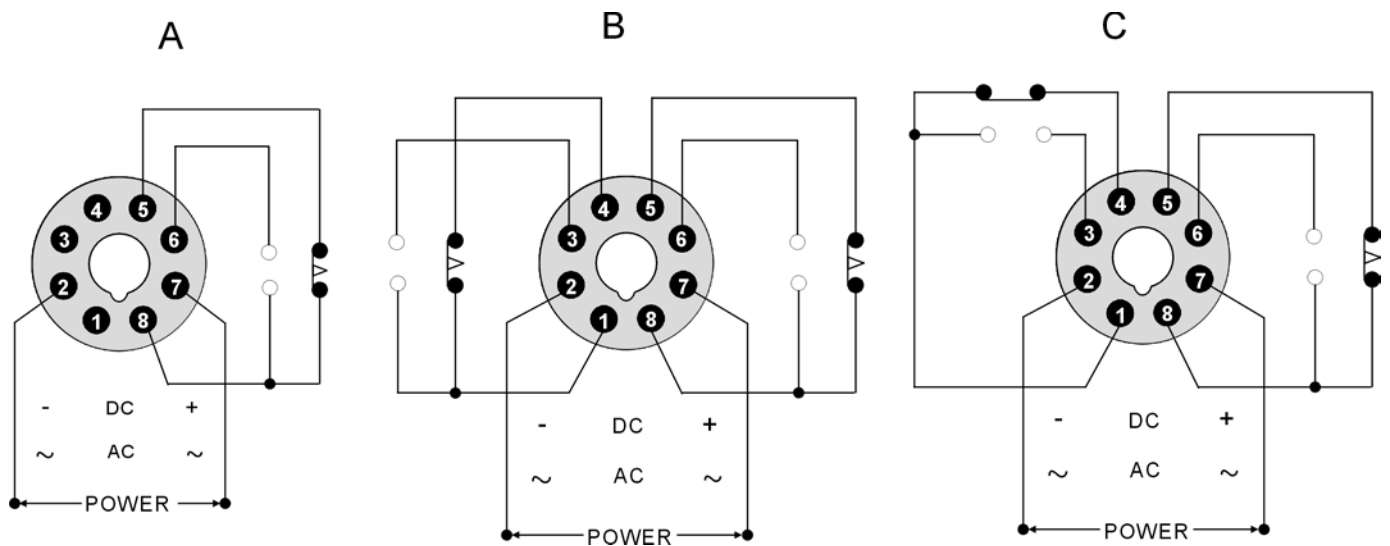 A
4 5
3 6
2 7
1 8
V
- DC +
~ AC ~
POWER
B
4 5
3 6
2 7
1 8
V V
- DC +
~ AC ~
POWER
C
4 5
3 6
2 7
1 8
V
- DC +
~ AC ~
POWER